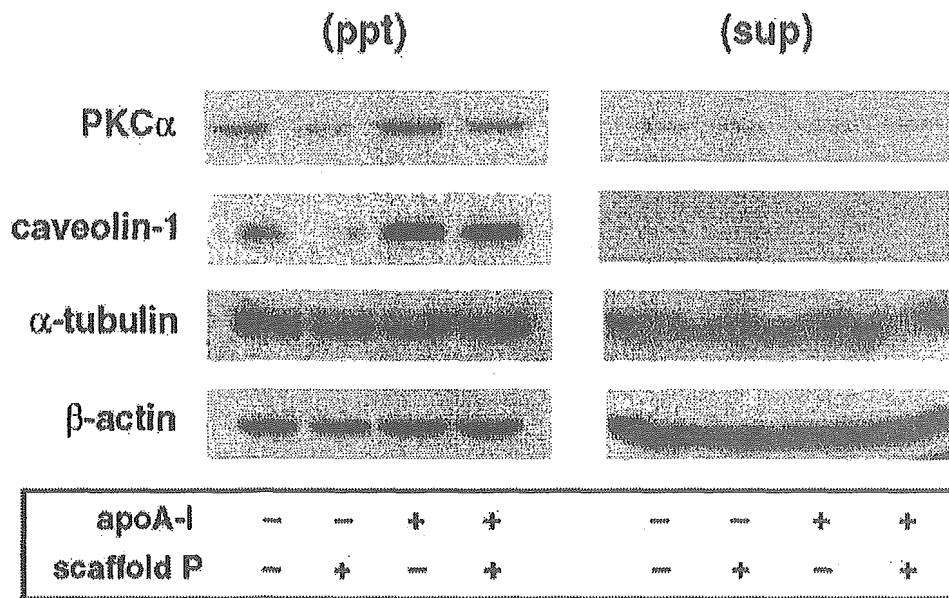 (ppt) (sup)
PKCα
caveolin-1
α-tubulin
β-actin
apoA-I − − + + − − + +
scaffold P − + − + − + − +